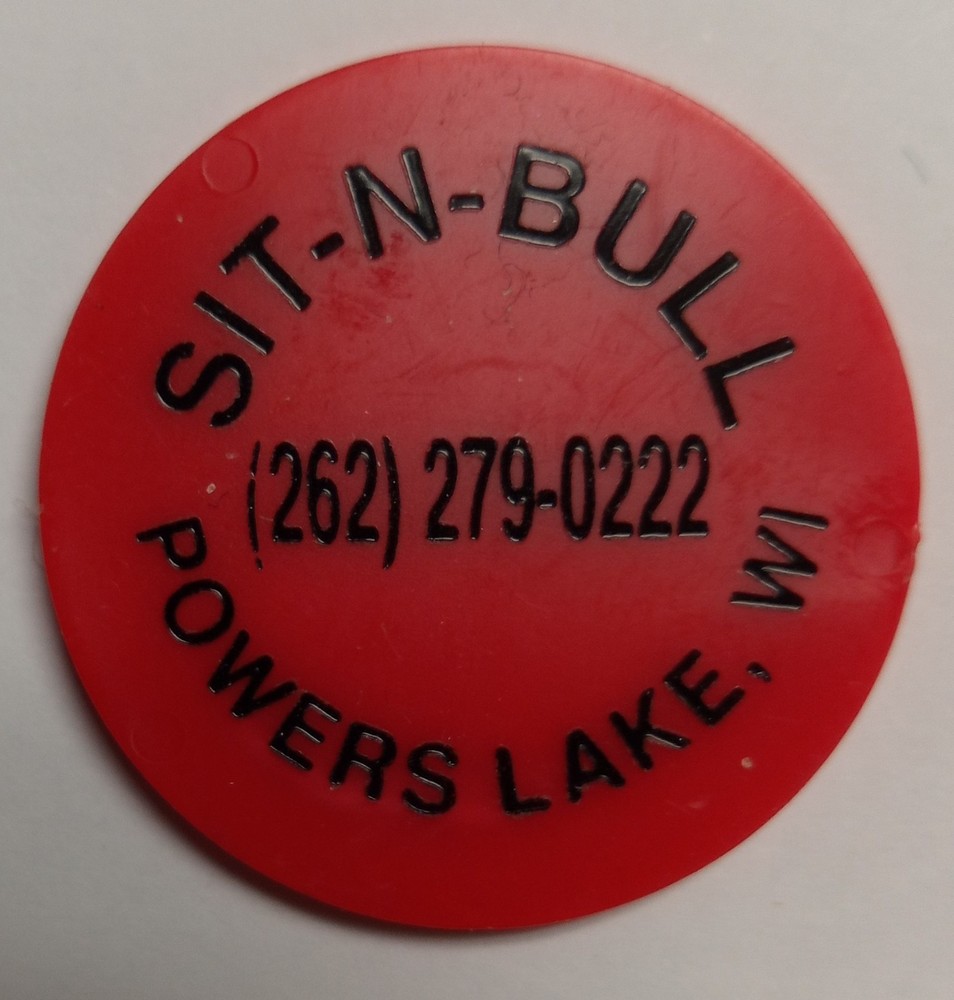 SIT-N-BULL
(262) 279-0222
POWERS LAKE, WI